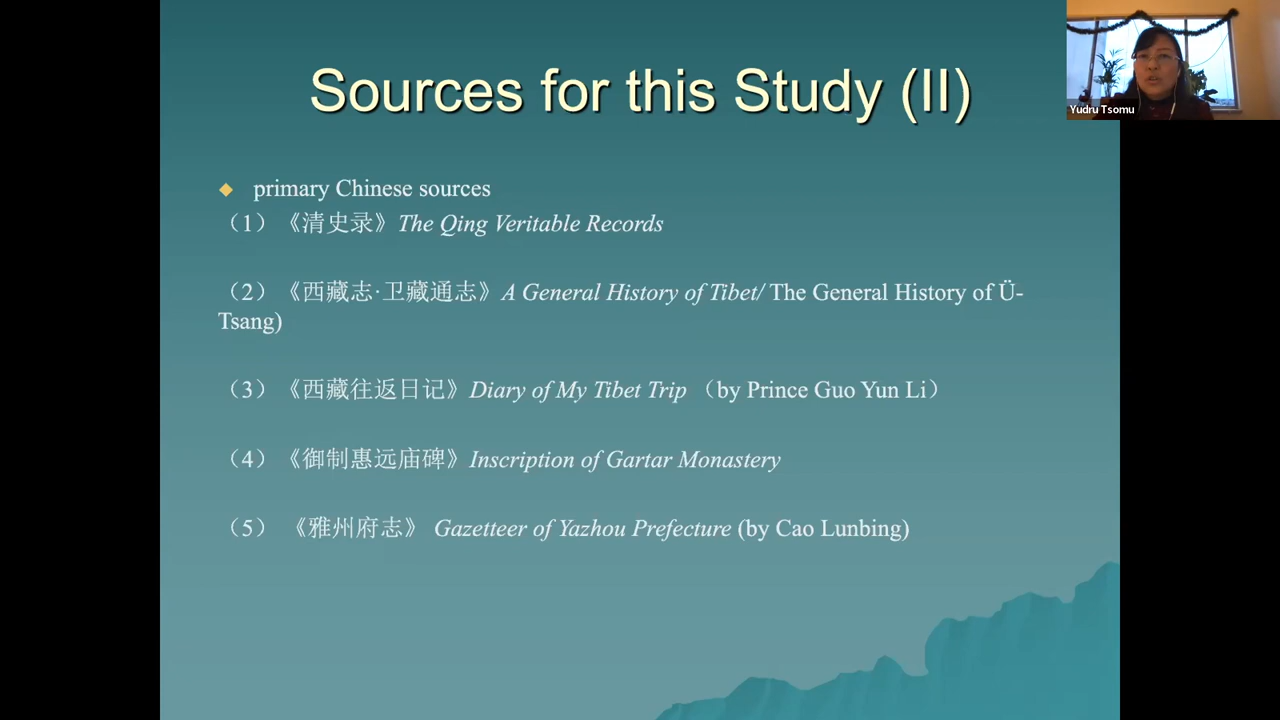 Sources for this Study (II)
Yudru Tsomu
primary Chinese sources
（1）《清史录》The Qing Veritable Records
（2）《西藏志·卫藏通志》A General History of Tibet/ The General History of Ü-
Tsang)
（3）《西藏往返日记》Diary of My Tibet Trip （by Prince Guo Yun Li）
（4）《御制惠远庙碑》Inscription of Gartar Monastery
（5） 《雅州府志》 Gazetteer of Yazhou Prefecture (by Cao Lunbing)